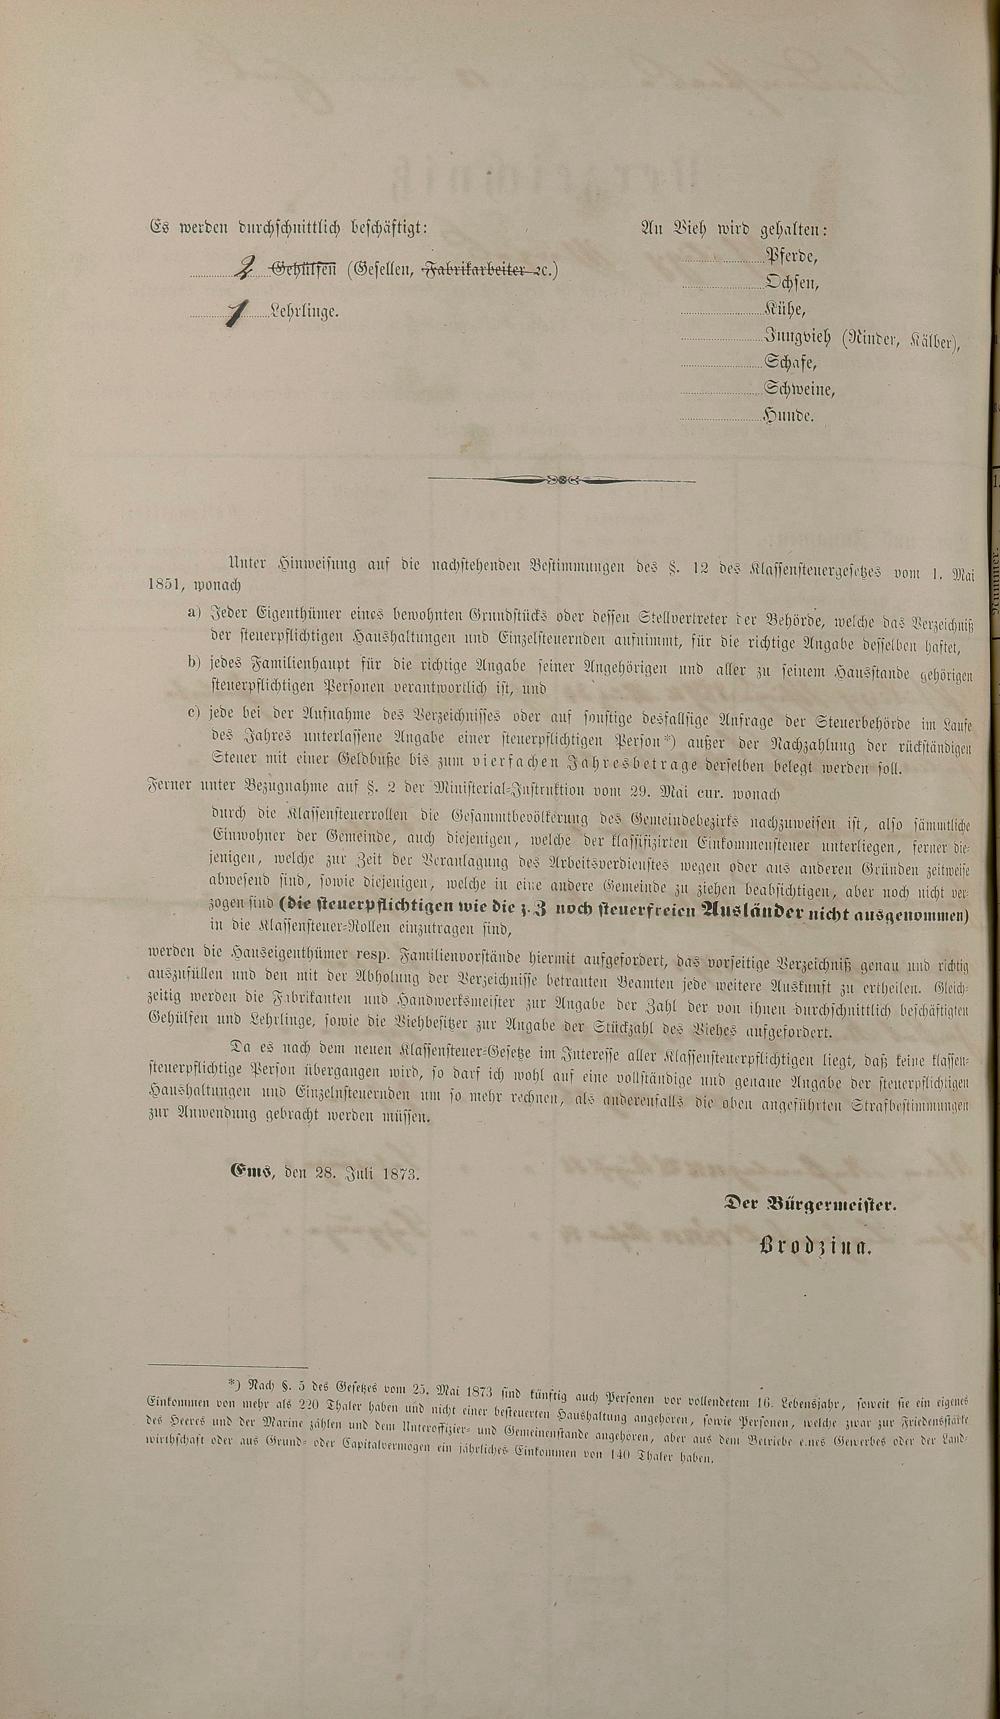 Es werden durchschnittlich beschäftigt:
2 Gehülfen (Gesellen, Fabrikarbeiter ꝛc.)
1 Lehrlinge.
An Vieh wird gehalten:
Pferde,
Ochsen,
Kühe,
Jungvieh (Rinder, Kälber),
Schafe,
Schweine,
Hunde.
Unter Hinweisung auf die nachstehenden Bestimmungen des §. 12 des Klassensteuergesetzes vom 1. Mai
1851, wonach
a) Jeder Eigenthümer eines bewohnten Grundstücks oder dessen Stellvertreter der Behörde, welche das Verzeichniß
der steuerpflichtigen Haushaltungen und Einzelsteuernden aufnimmt, für die richtige Angabe desselben haftet,
b) jedes Familienhaupt für die richtige Angabe seiner Angehörigen und aller zu seinem Hausstande gehörigen
steuerpflichtigen Personen verantwortlich ist, und
c) jede bei der Aufnahme des Verzeichnisses oder auf sonstige desfallsige Anfrage der Steuerbehörde im Laufe
des Jahres unterlassene Angabe einer steuerpflichtigen Person*) außer der Nachzahlung der rückständigen
Steuer mit einer Geldbuße bis zum vierfachen Jahresbetrage derselben belegt werden soll.
Ferner unter Bezugnahme auf §. 2 der Ministerial-Instruktion vom 29. Mai cur. wonach
durch die Klassensteuerrollen die Gesammtbevölkerung des Gemeindebezirks nachzuweisen ist, also sämmtliche
Einwohner der Gemeinde, auch diejenigen, welche der klassifizirten Einkommensteuer unterliegen, ferner die-
jenigen, welche zur Zeit der Veranlagung des Arbeitsverdienstes wegen oder aus anderen Gründen zeitweise
abwesend sind, sowie diejenigen, welche in eine andere Gemeinde zu ziehen beabsichtigen, aber noch nicht ver-
zogen sind (die steuerpflichtigen wie die z. Z noch steuerfreien Ausländer nicht ausgenommen)
in die Klassensteuer-Rollen einzutragen sind,
werden die Hauseigenthümer resp. Familienvorstände hiermit aufgefordert, das vorseitige Verzeichniß genau und richtig
auszufüllen und den mit der Abholung der Verzeichnisse betrauten Beamten jede weitere Auskunft zu ertheilen. Gleich-
zeitig werden die Fabrikanten und Handwerksmeister zur Angabe der Zahl der von ihnen durchschnittlich beschäftigten
Gehülfen und Lehrlinge, sowie die Viehbesitzer zur Angabe der Stückzahl des Viehes aufgefordert.
Da es nach dem neuen Klassensteuer-Gesetze im Interesse aller Klassensteuerpflichtigen liegt, daß keine klassen-
steuerpflichtige Person übergangen wird, so darf ich wohl auf eine vollständige und genaue Angabe der steuerpflichtigen
Haushaltungen und Einzelnsteuernden um so mehr rechnen, als anderenfalls die oben angeführten Strafbestimmungen
zur Anwendung gebracht werden müssen.
Ems, den 28. Juli 1873.
Der Bürgermeister.
Brodzina.
*) Nach §. 5 des Gesetzes vom 25. Mai 1873 sind künftig auch Personen vor vollendetem 16. Lebensjahr, soweit sie ein eigenes
Einkommen von mehr als 220 Thaler haben und nicht einer besteuerten Haushaltung angehören, sowie Personen, welche zwar zur Friedensstärke
des Heeres und der Marine zählen und dem Unteroffizier- und Gemeinenstande angehören, aber aus dem Betriebe eines Gewerbes oder der Land-
wirthschaft oder aus Grund- oder Capitalvermögen ein jährliches Einkommen von 140 Thaler haben.